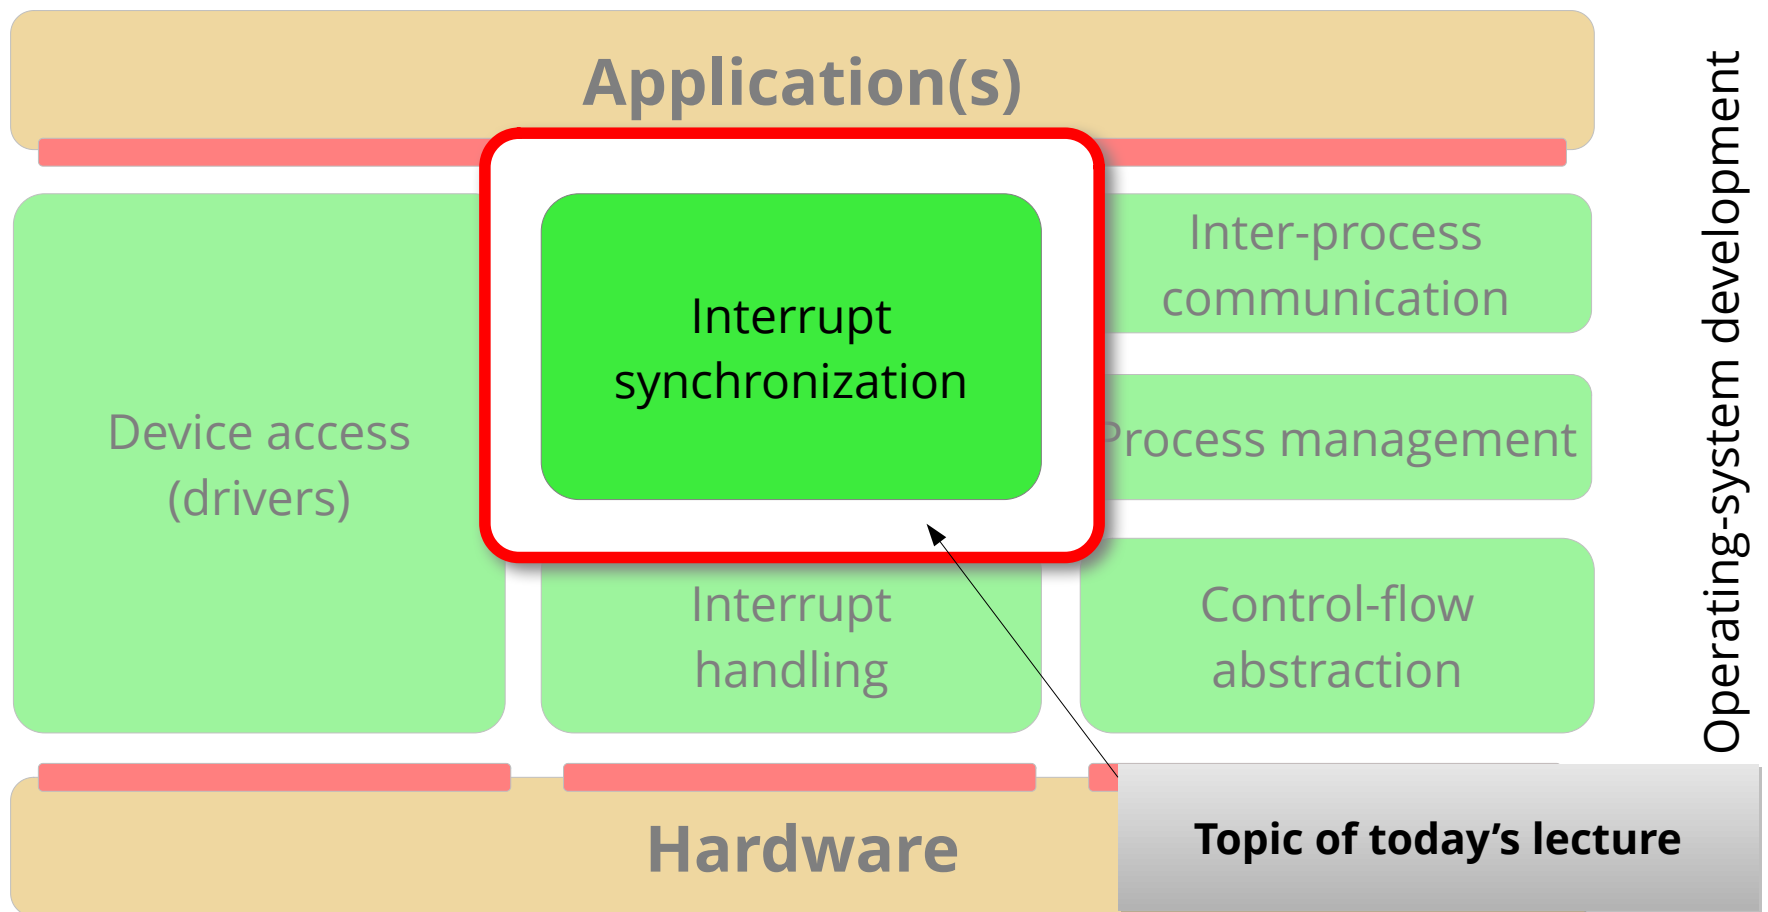 Application(s)
Device access
(drivers)
Interrupt
synchronization
Inter-process
communication
Process management
Interrupt
handling
Control-flow
abstraction
Hardware
Topic of today’s lecture
Operating-system development